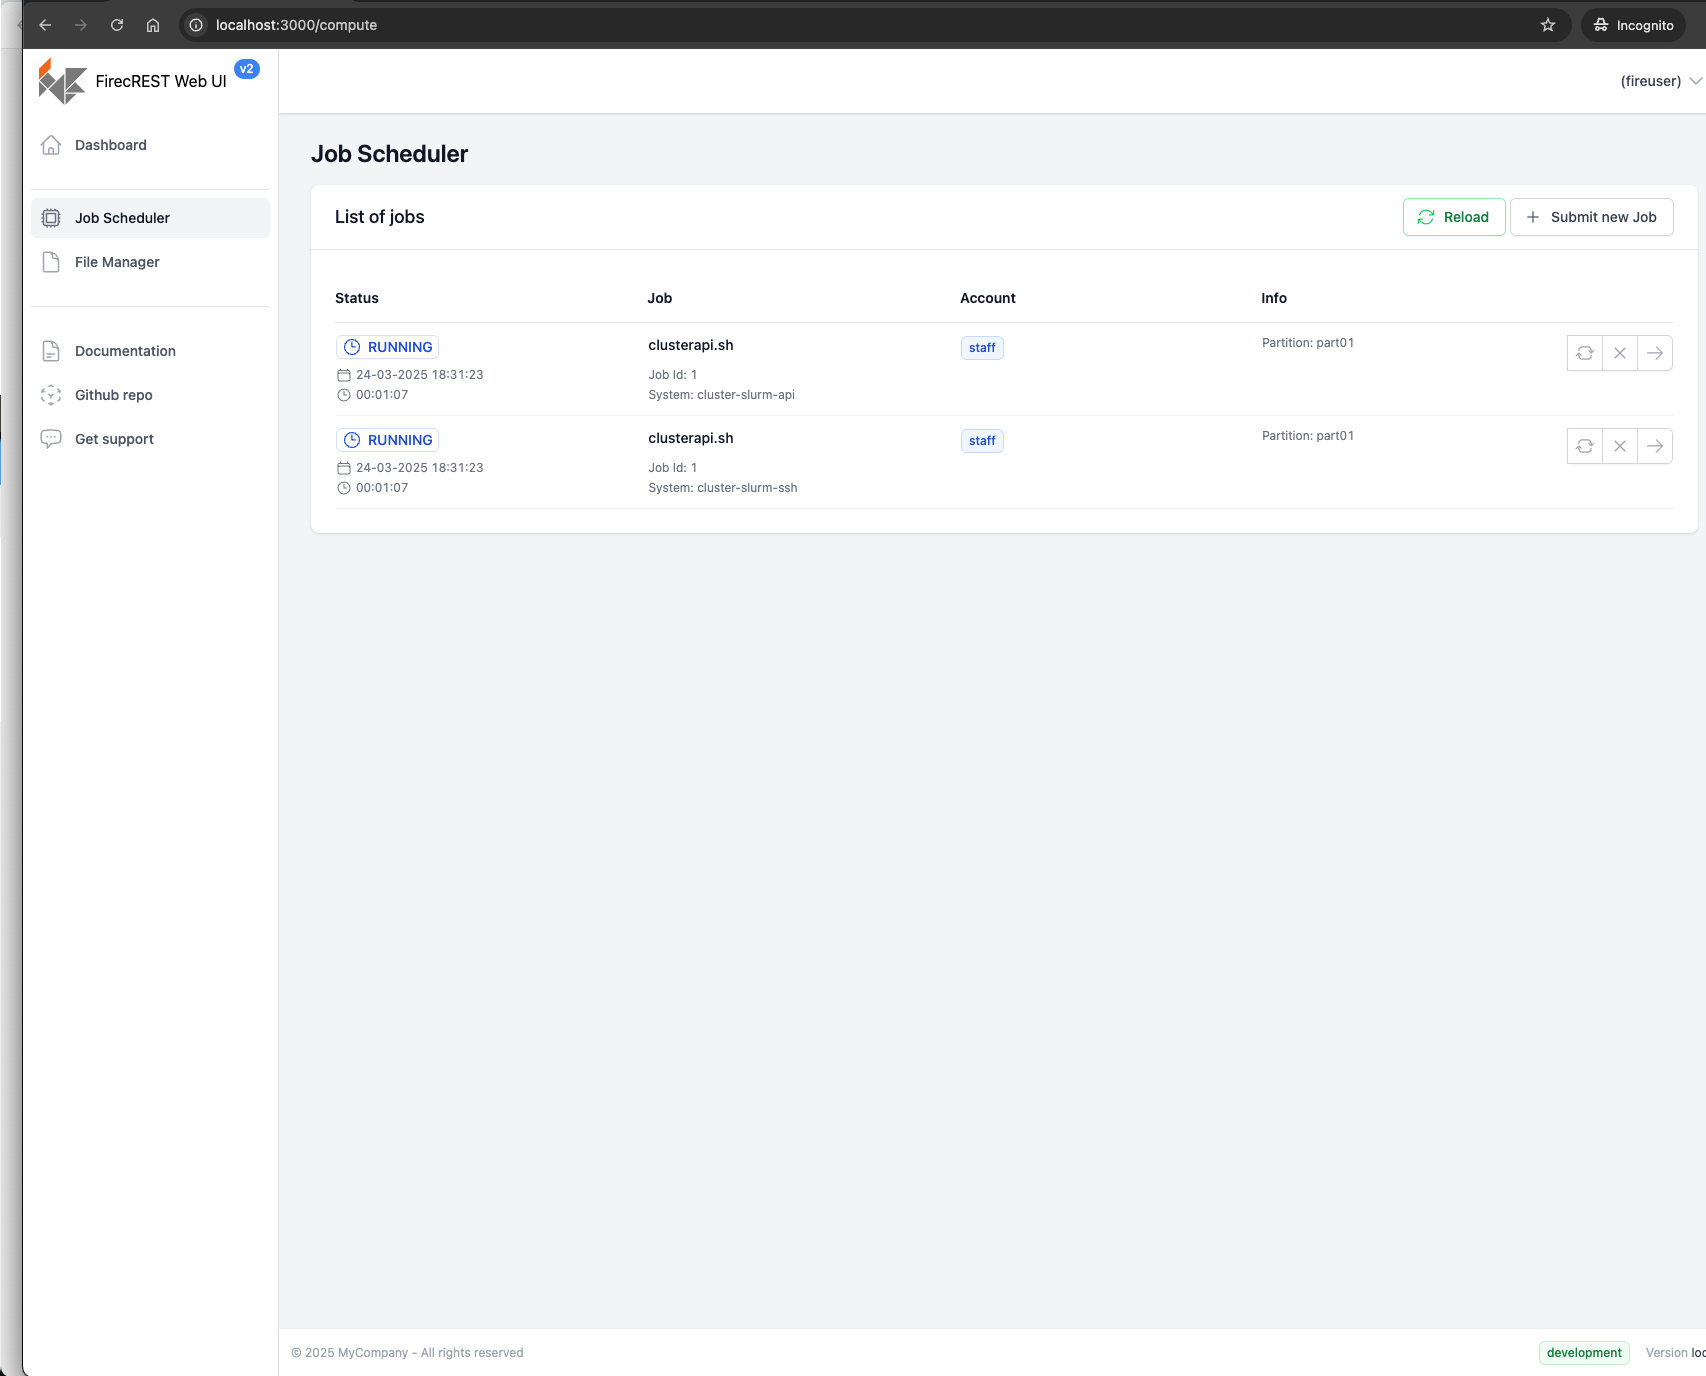 localhost:3000/compute
Incognito
FirecREST Web UI v2
(fireuser)
Dashboard
Job Scheduler
File Manager
Documentation
Github repo
Get support
Job Scheduler
List of jobs
Reload
Submit new Job
Status Job Account Info
RUNNING clusterapi.sh staff Partition: part01
24-03-2025 18:31:23 Job Id: 1
00:01:07 System: cluster-slurm-api
RUNNING clusterapi.sh staff Partition: part01
24-03-2025 18:31:23 Job Id: 1
00:01:07 System: cluster-slurm-ssh
© 2025 MyCompany - All rights reserved
development
Version